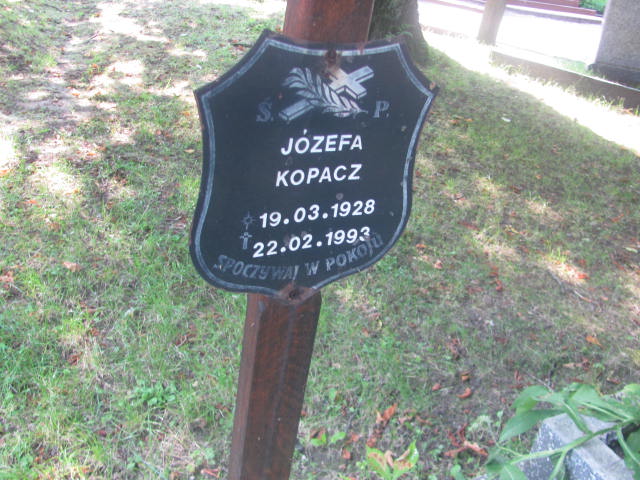 Ś. P.
JÓZEFA
KOPACZ
19.03.1928
22.02.1993
SPOCZYWAJ W POKOJU